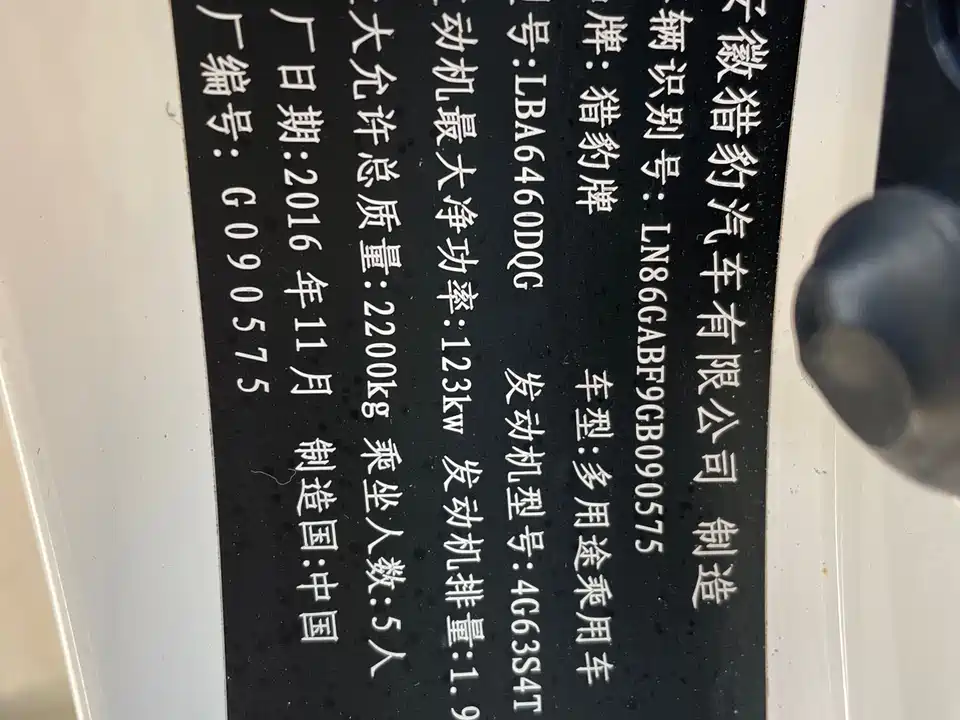 安徽猎豹汽车有限公司 制造
辆识别号: LN86GABF9GB090575
牌: 猎豹牌 车型:多用途乘用车
号:LBA6460DQG 发动机型号:4G63S4T
动机最大净功率:123kw 发动机排量:1.9
大允许总质量:2200kg 乘坐人数:5人
厂日期:2016 年11月 制造国:中国
厂编号: G090575